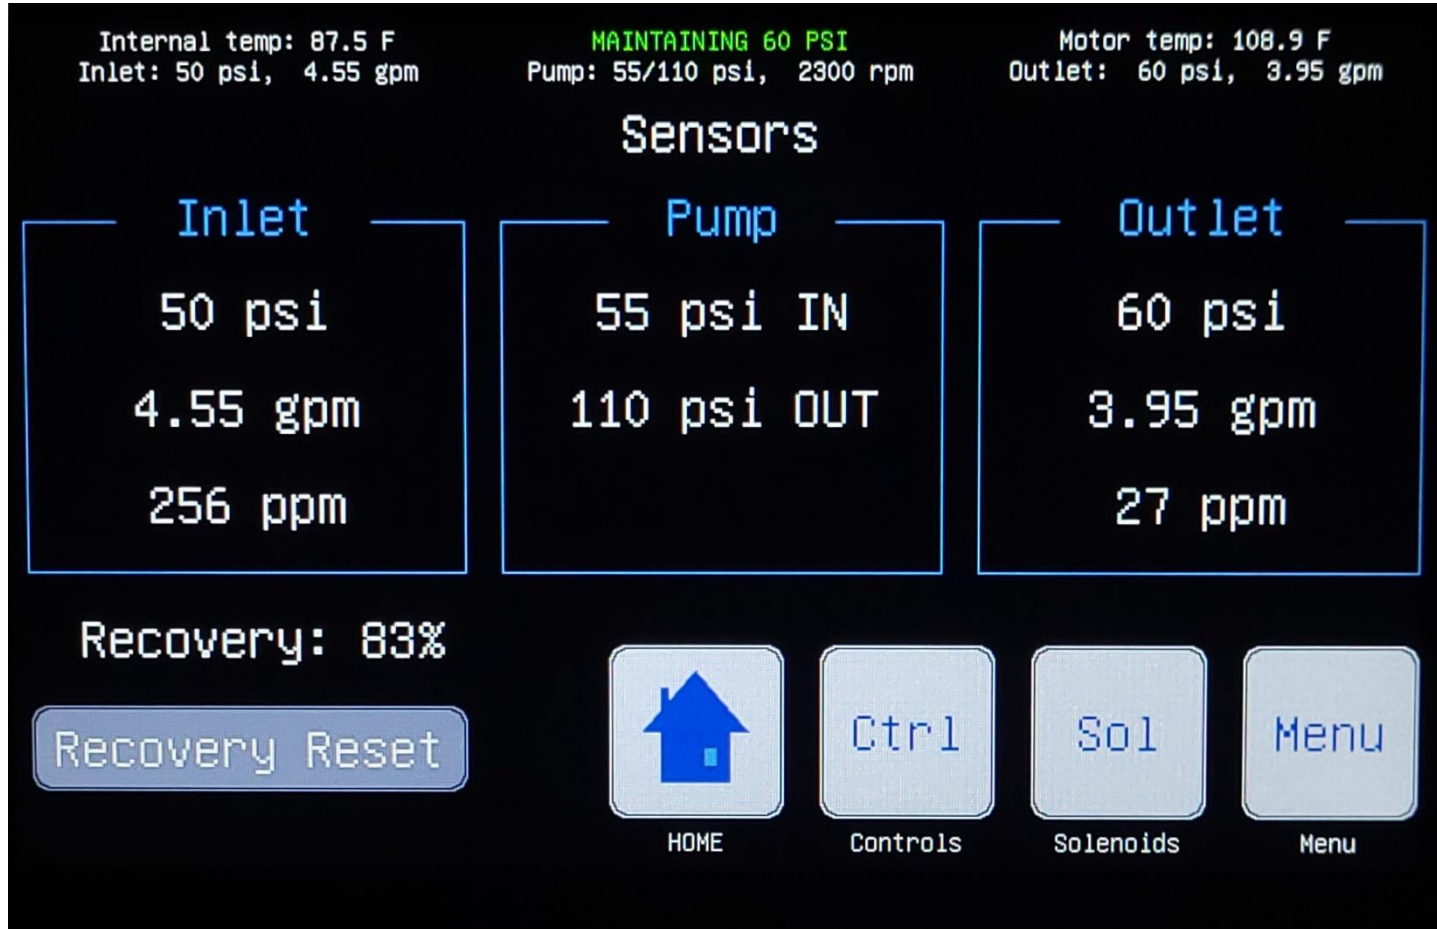 Internal temp: 87.5 F
Inlet: 50 psi, 4.55 gpm
MAINTAINING 60 PSI
Pump: 55/110 psi, 2300 rpm
Motor temp: 108.9 F
Outlet: 60 psi, 3.95 gpm
Sensors
Inlet
50 psi
4.55 gpm
256 ppm
Pump
55 psi IN
110 psi OUT
Outlet
60 psi
3.95 gpm
27 ppm
Recovery: 83%
Recovery Reset
HOME
Ctrl
Controls
Sol
Solenoids
Menu
Menu